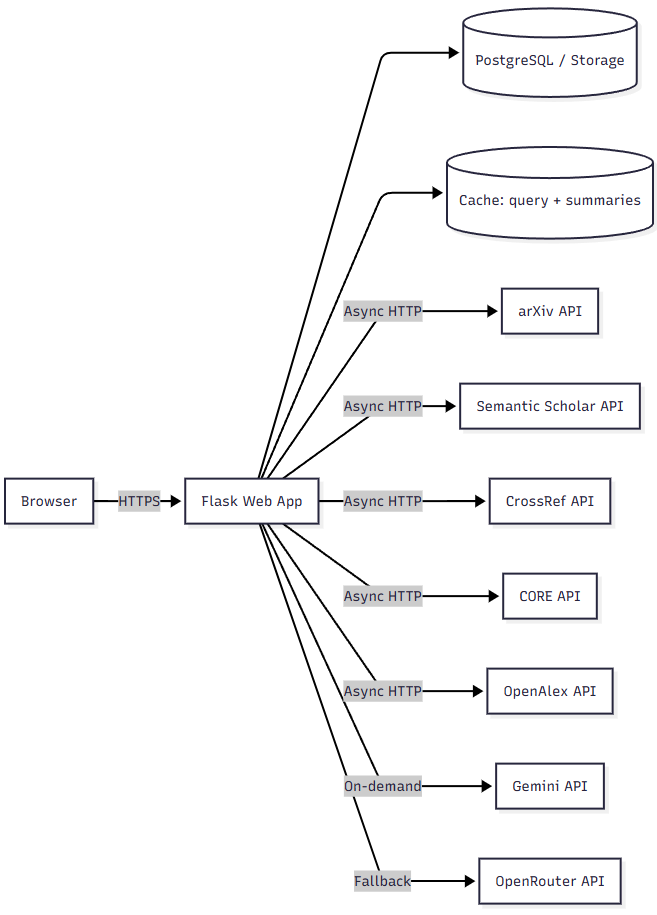 PostgreSQL / Storage
Cache: query + summaries
Async HTTP
arXiv API
Async HTTP
Semantic Scholar API
Browser
HTTPS
Flask Web App
Async HTTP
CrossRef API
Async HTTP
CORE API
Async HTTP
OpenAlex API
On-demand
Gemini API
Fallback
OpenRouter API